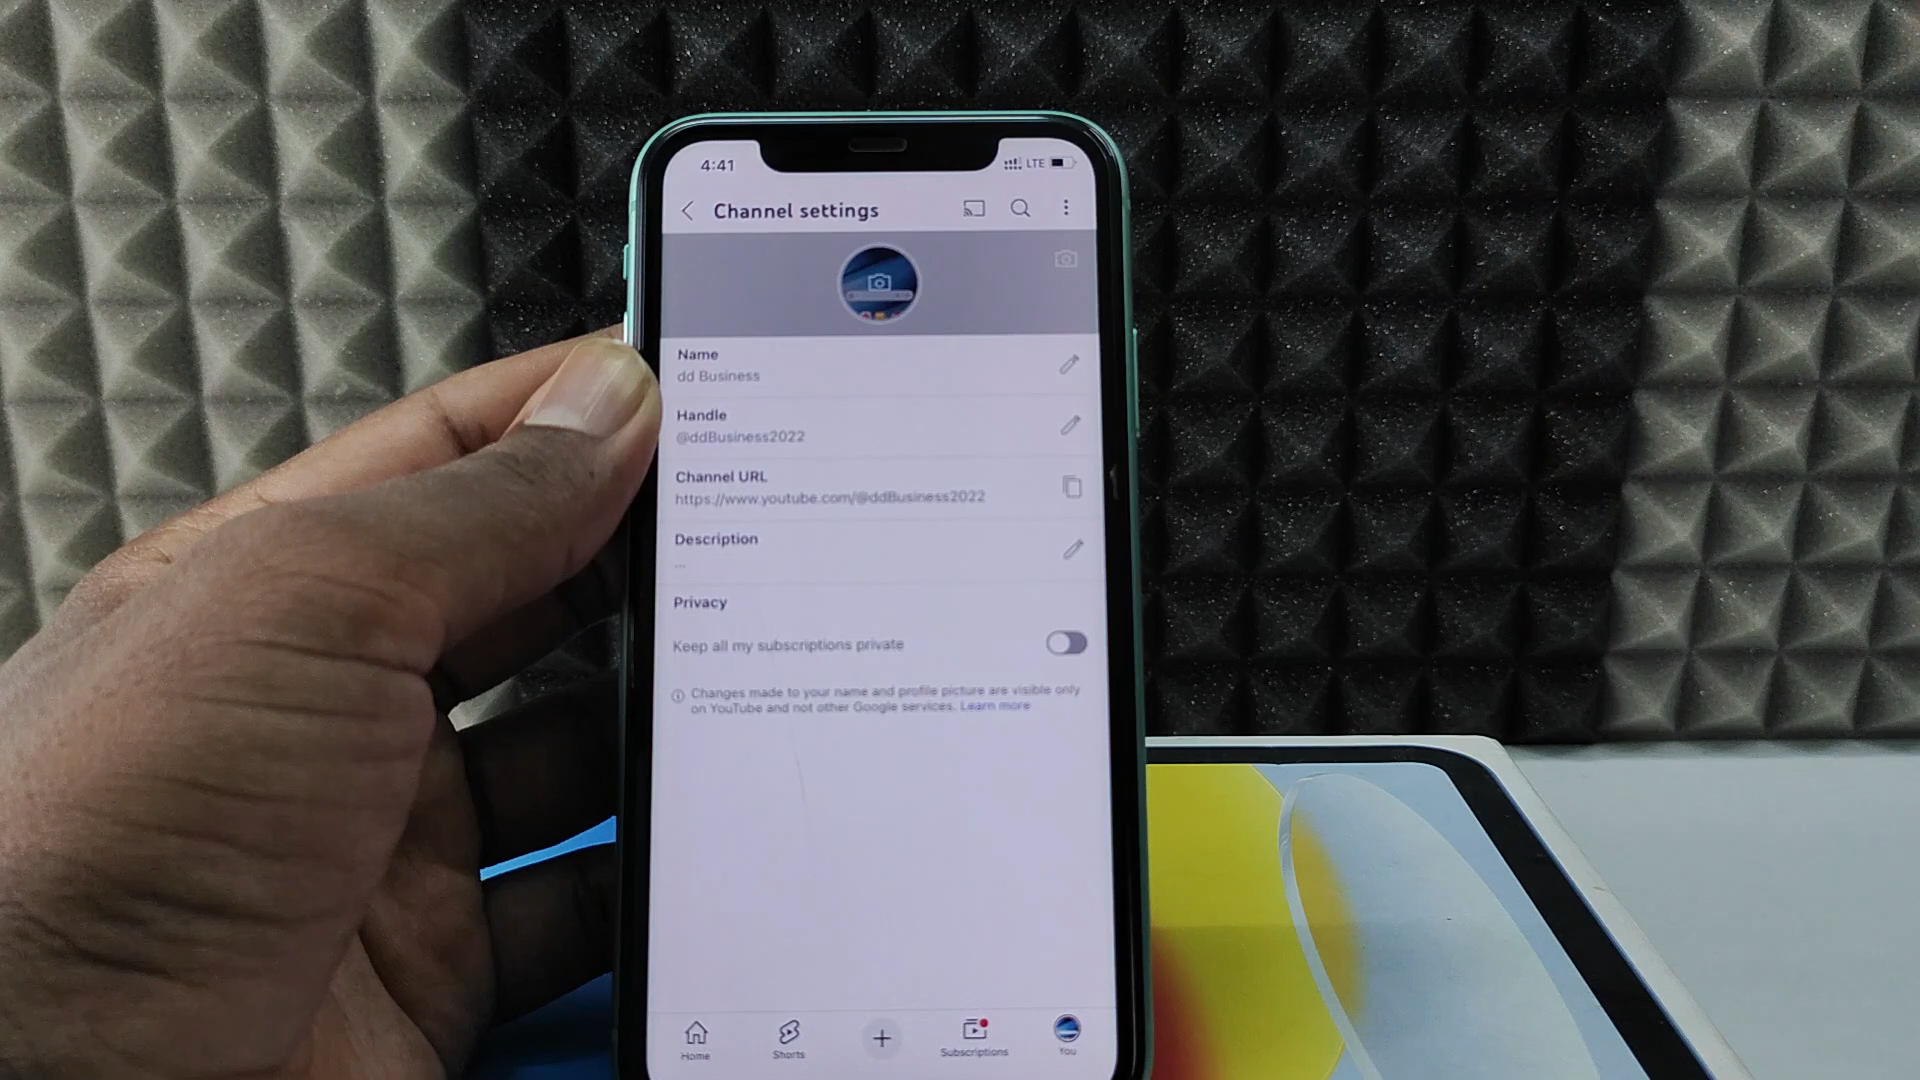 4:41
LTE
Channel settings
Name
dd Business
Handle
@ddBusiness2022
Channel URL
https://www.youtube.com/@ddBusiness2022
Description
...
Privacy
Keep all my subscriptions private
Changes made to your name and profile picture are visible only
on YouTube and not other Google services. Learn more
Home
Shorts
Subscriptions
You